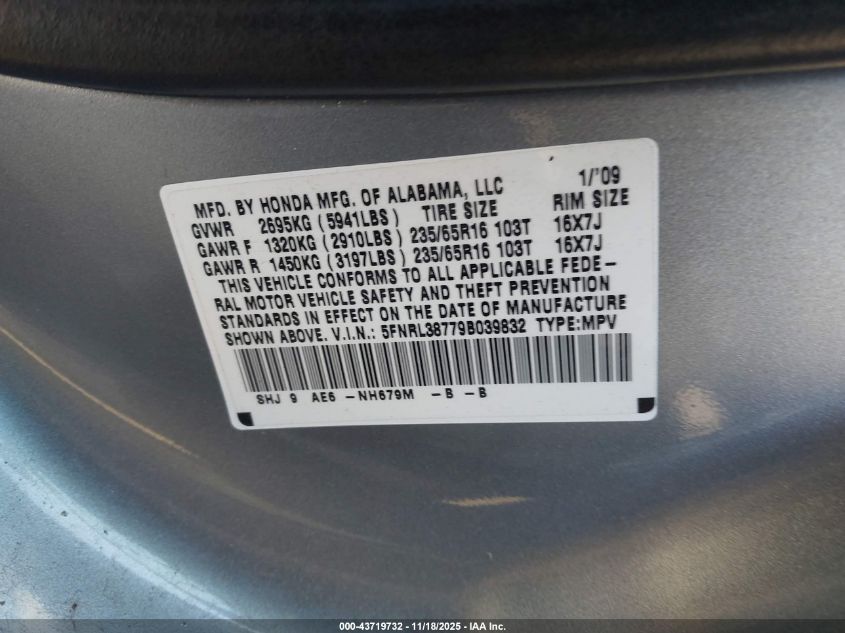 MFD. BY HONDA MFG. OF ALABAMA, LLC 1/'09
GVWR 2695KG (5941LBS) TIRE SIZE RIM SIZE
GAWR F 1320KG (2910LBS) 235/65R16 103T 16X7J
GAWR R 1450KG (3197LBS) 235/65R16 103T 16X7J
THIS VEHICLE CONFORMS TO ALL APPLICABLE FEDE-
RAL MOTOR VEHICLE SAFETY AND THEFT PREVENTION
STANDARDS IN EFFECT ON THE DATE OF MANUFACTURE
SHOWN ABOVE. V.I.N.: 5FNRL38779B039832 TYPE:MPV
SHJ 9 AE6 -NH679M -B -B
000-43719732 - 11/18/2025 - IAA Inc.